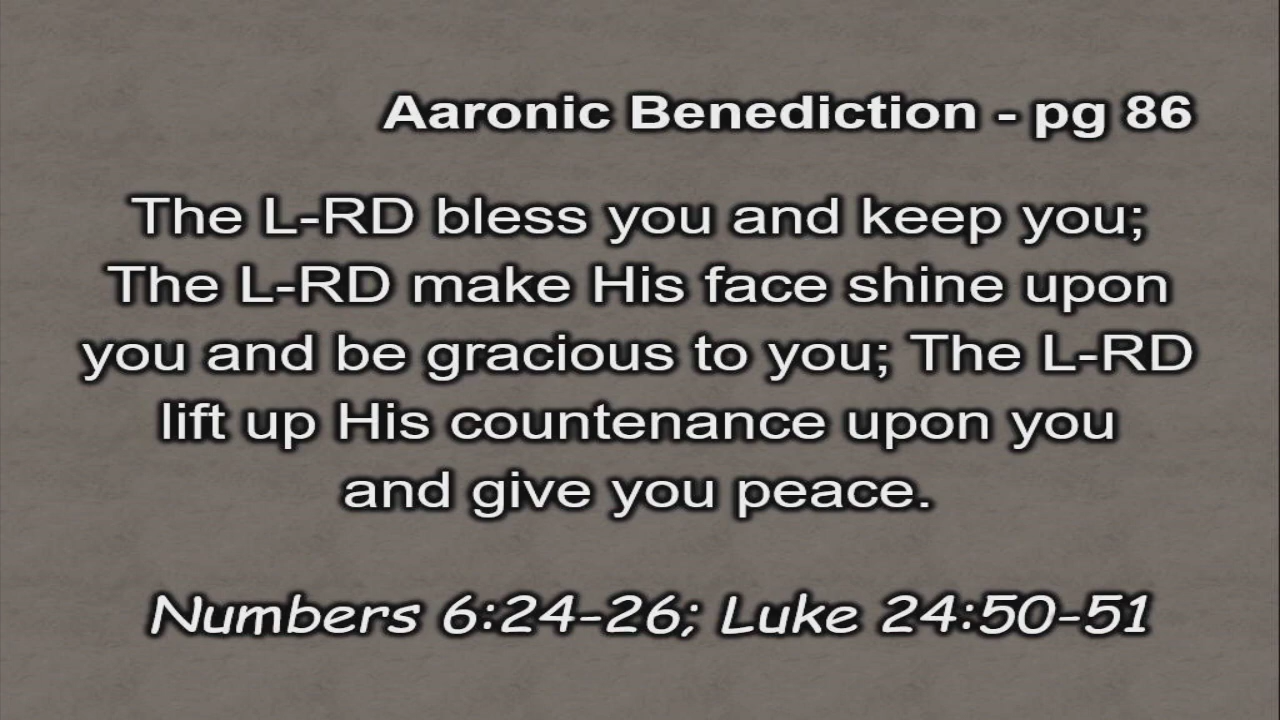 Aaronic Benediction - pg 86
The L-RD bless you and keep you;
The L-RD make His face shine upon
you and be gracious to you; The L-RD
lift up His countenance upon you
and give you peace.
Numbers 6:24-26; Luke 24:50-51